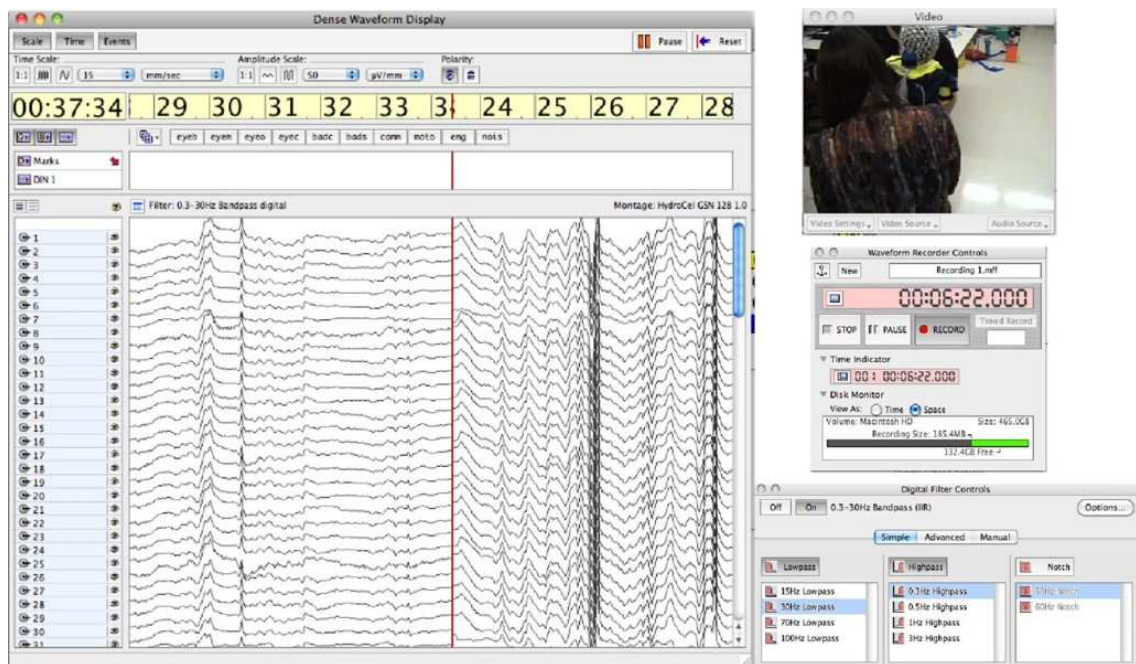 Dense Waveform Display
Scale Time Events
Pause Reset
Time Scale:
Amplitude Scale:
Polarity:
1:1 15 mm/sec 1:1 50 µV/mm
00:37:34 29 30 31 32 33 3 24 25 26 27 28
eyeb eyem eyeo eyec badc bads comm moto eng nois
Marks
DIN 1
Filter: 0.3-30Hz Bandpass digital
Montage: HydroCel GSN 128 1.0
1
2
3
4
5
6
7
8
9
10
11
12
13
14
15
16
17
18
19
20
21
22
23
24
25
26
27
28
29
30
31
Video
Video Settings Video Source Audio Source
Waveform Recorder Controls
New Recording 1.mff
00:06:22.000
STOP PAUSE RECORD
Timed Record
Time Indicator
001 00:06:22.000
Disk Monitor
View As: Time Space
Volume: Macintosh HD Size: 465.0GB
Recording Size: 185.4MB
132.4GB Free
Digital Filter Controls
Off On 0.3-30Hz Bandpass (IIR) Options...
Simple Advanced Manual
Lowpass
15Hz Lowpass
30Hz Lowpass
70Hz Lowpass
100Hz Lowpass
Highpass
0.3Hz Highpass
0.5Hz Highpass
1Hz Highpass
3Hz Highpass
Notch
50Hz Notch
60Hz Notch